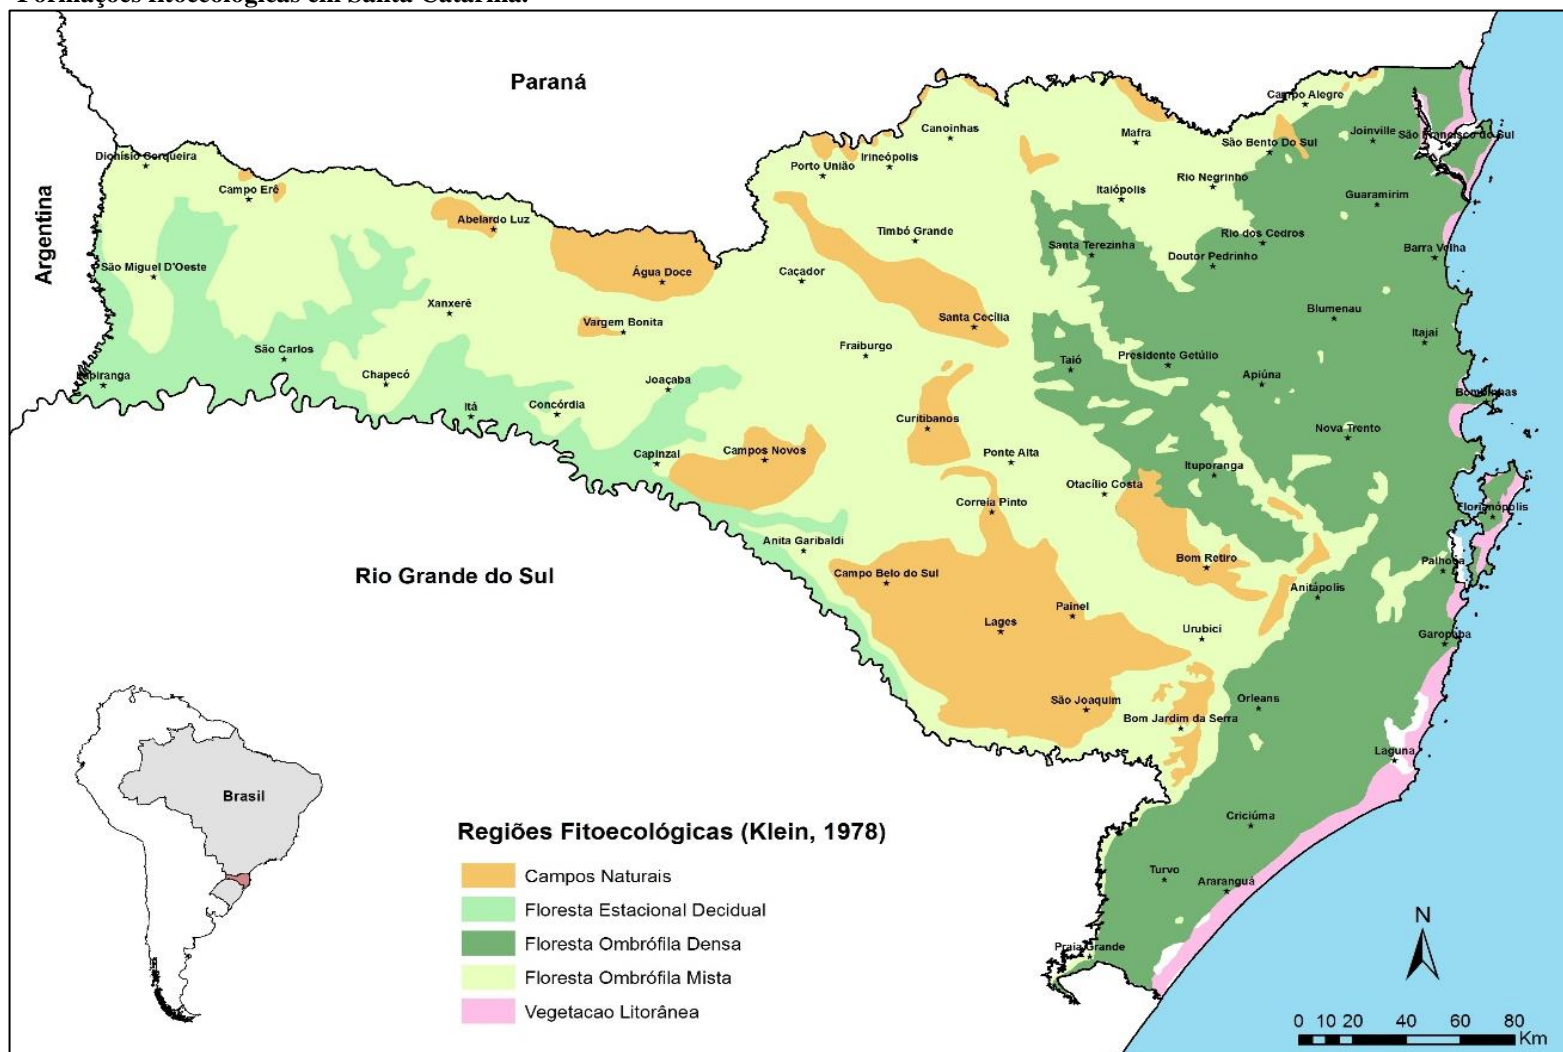 Formações fitoecológicas em Santa Catarina.
Paraná
Argentina
Rio Grande do Sul
Dionísio Cerqueira
Campo Erê
Abelardo Luz
São Miguel D'Oeste
Água Doce
Xanxerê
Vargem Bonita
São Carlos
Chapecó
Itá
Concórdia
Joaçaba
Capinzal
Campos Novos
Anita Garibaldi
Campo Belo do Sul
Porto União
Irineópolis
Canoinhas
Timbó Grande
Caçador
Santa Cecília
Fraiburgo
Curitibanos
Ponte Alta
Correia Pinto
Otacílio Costa
Lages
Painel
São Joaquim
Urubici
Bom Retiro
Bom Jardim da Serra
Mafra
Itaiópolis
Rio Negrinho
São Bento Do Sul
Campo Alegre
Joinville
São Francisco do Sul
Guaramirim
Santa Terezinha
Rio dos Cedros
Doutor Pedrinho
Barra Velha
Blumenau
Itajaí
Taió
Presidente Getúlio
Apiúna
Bombinhas
Nova Trento
Ituporanga
Florianópolis
Palhoça
Anitápolis
Garopaba
Orleans
Laguna
Criciúma
Turvo
Araranguá
Praia Grande
Brasil
Regiões Fitoecológicas (Klein, 1978)
Campos Naturais
Floresta Estacional Decidual
Floresta Ombrófila Densa
Floresta Ombrófila Mista
Vegetacao Litorânea
N
0 10 20 40 60 80
Km